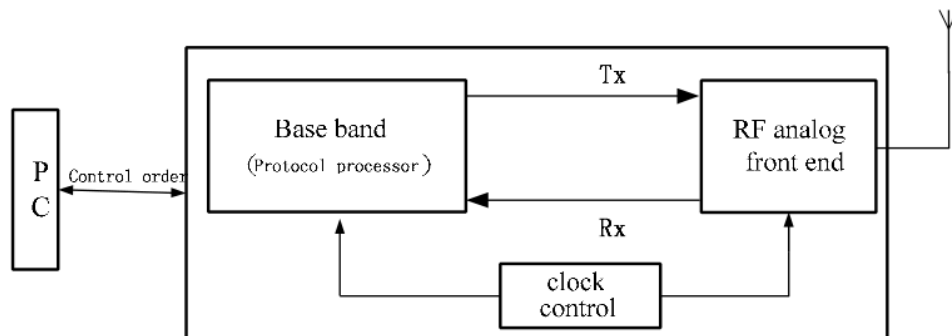 Tx
Base band
(Protocol processor)
RF analog
front end
P
C
Control order
Rx
clock
control